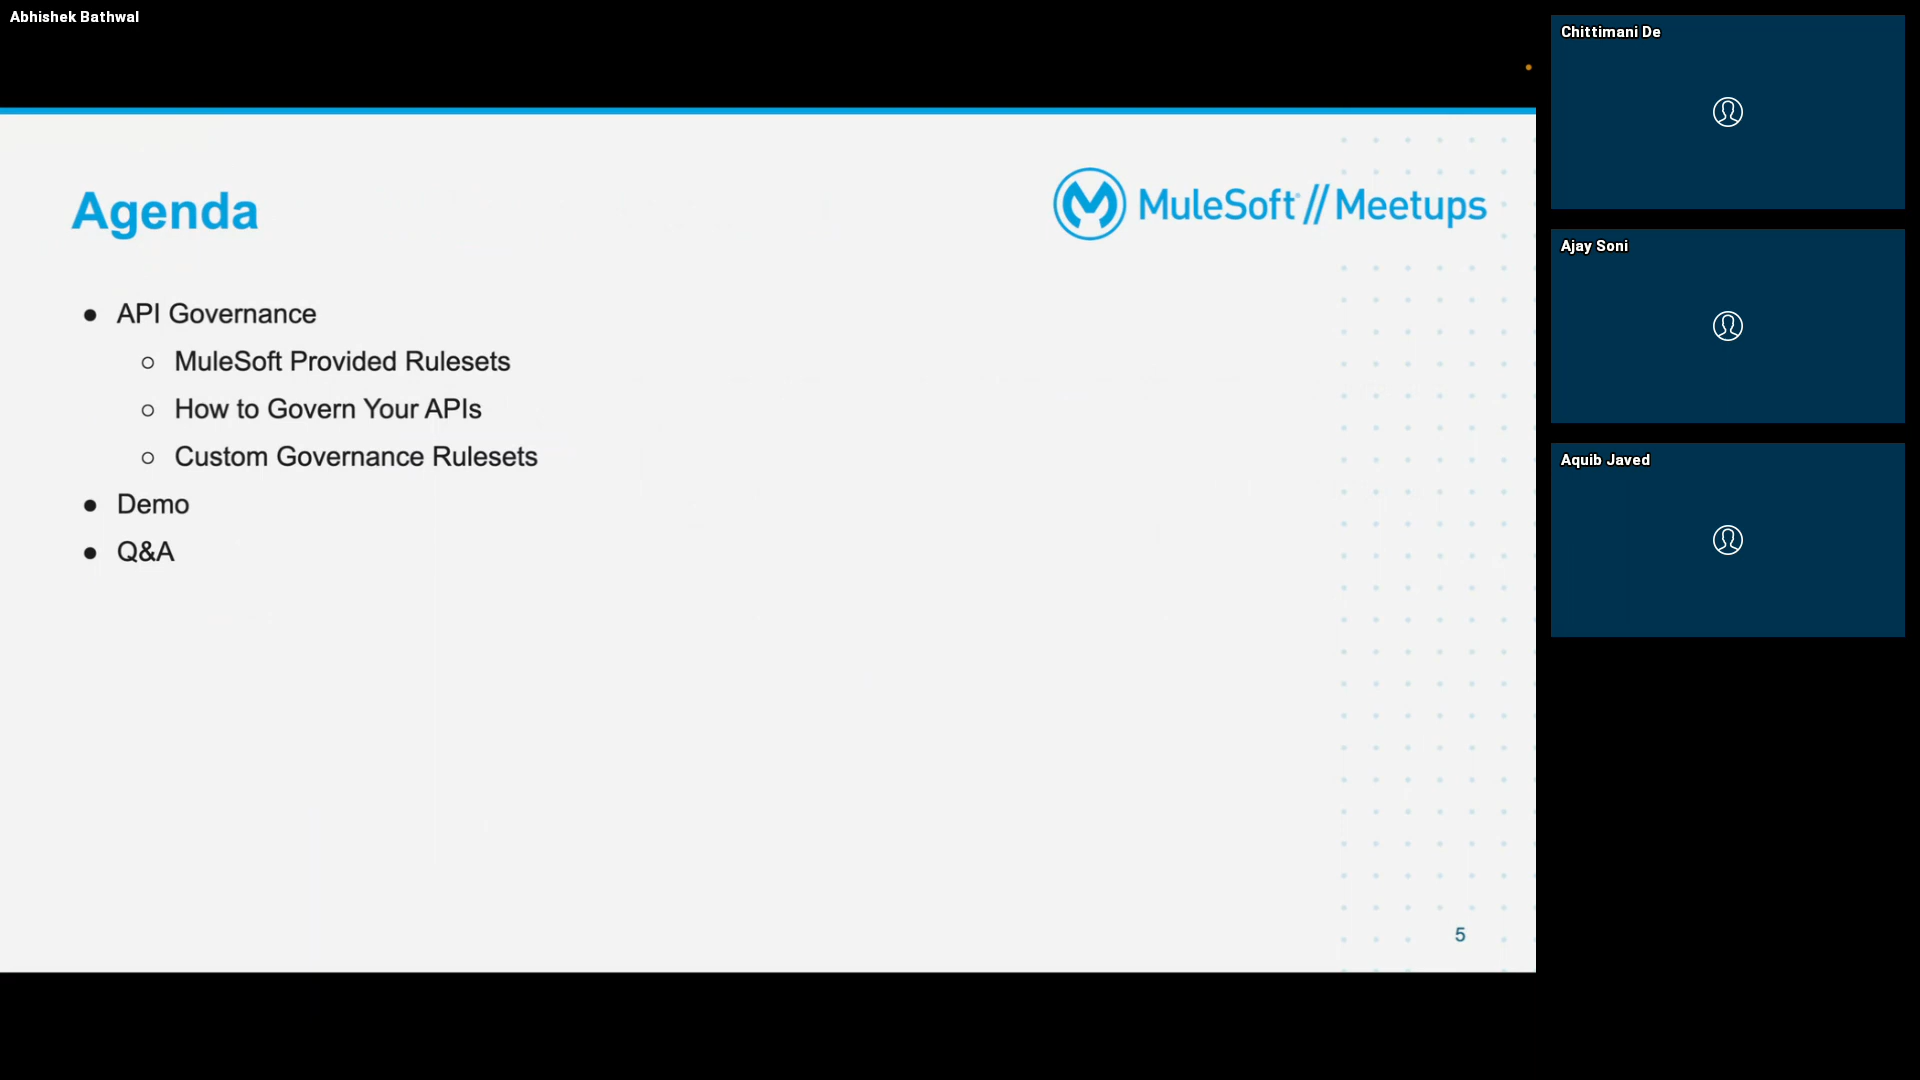 Abhishek Bathwal
Agenda
MuleSoft // Meetups
● API Governance
○ MuleSoft Provided Rulesets
○ How to Govern Your APIs
○ Custom Governance Rulesets
● Demo
● Q&A
5
Chittimani De
Ajay Soni
Aquib Javed